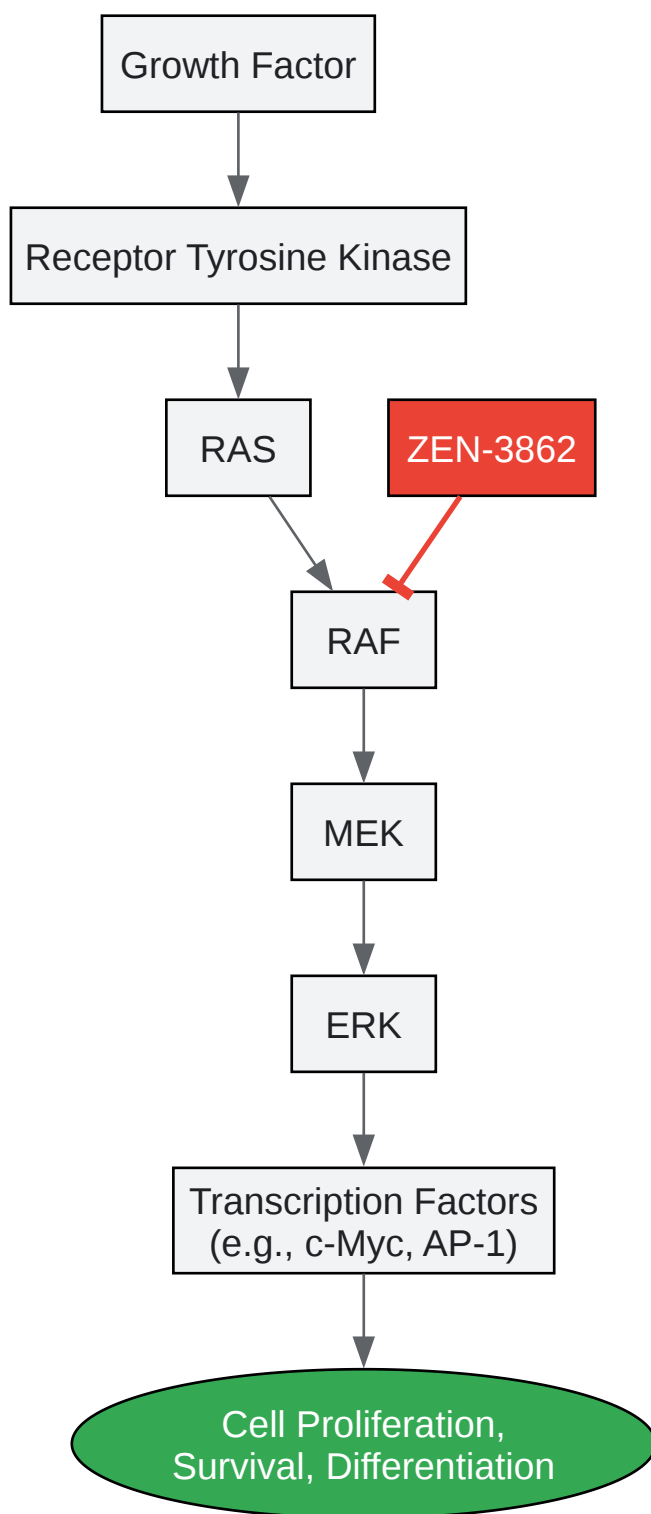 Growth Factor
Receptor Tyrosine Kinase
RAS
ZEN-3862
RAF
MEK
ERK
Transcription Factors
(e.g., c-Myc, AP-1)
Cell Proliferation,
Survival, Differentiation